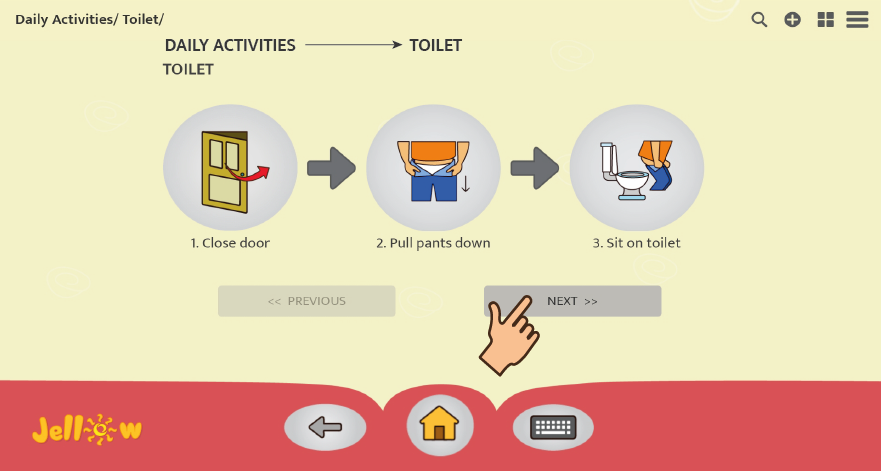 Daily Activities/ Toilet/
DAILY ACTIVITIES TOILET
TOILET
1. Close door
2. Pull pants down
3. Sit on toilet
<< PREVIOUS
NEXT >>
Jellow